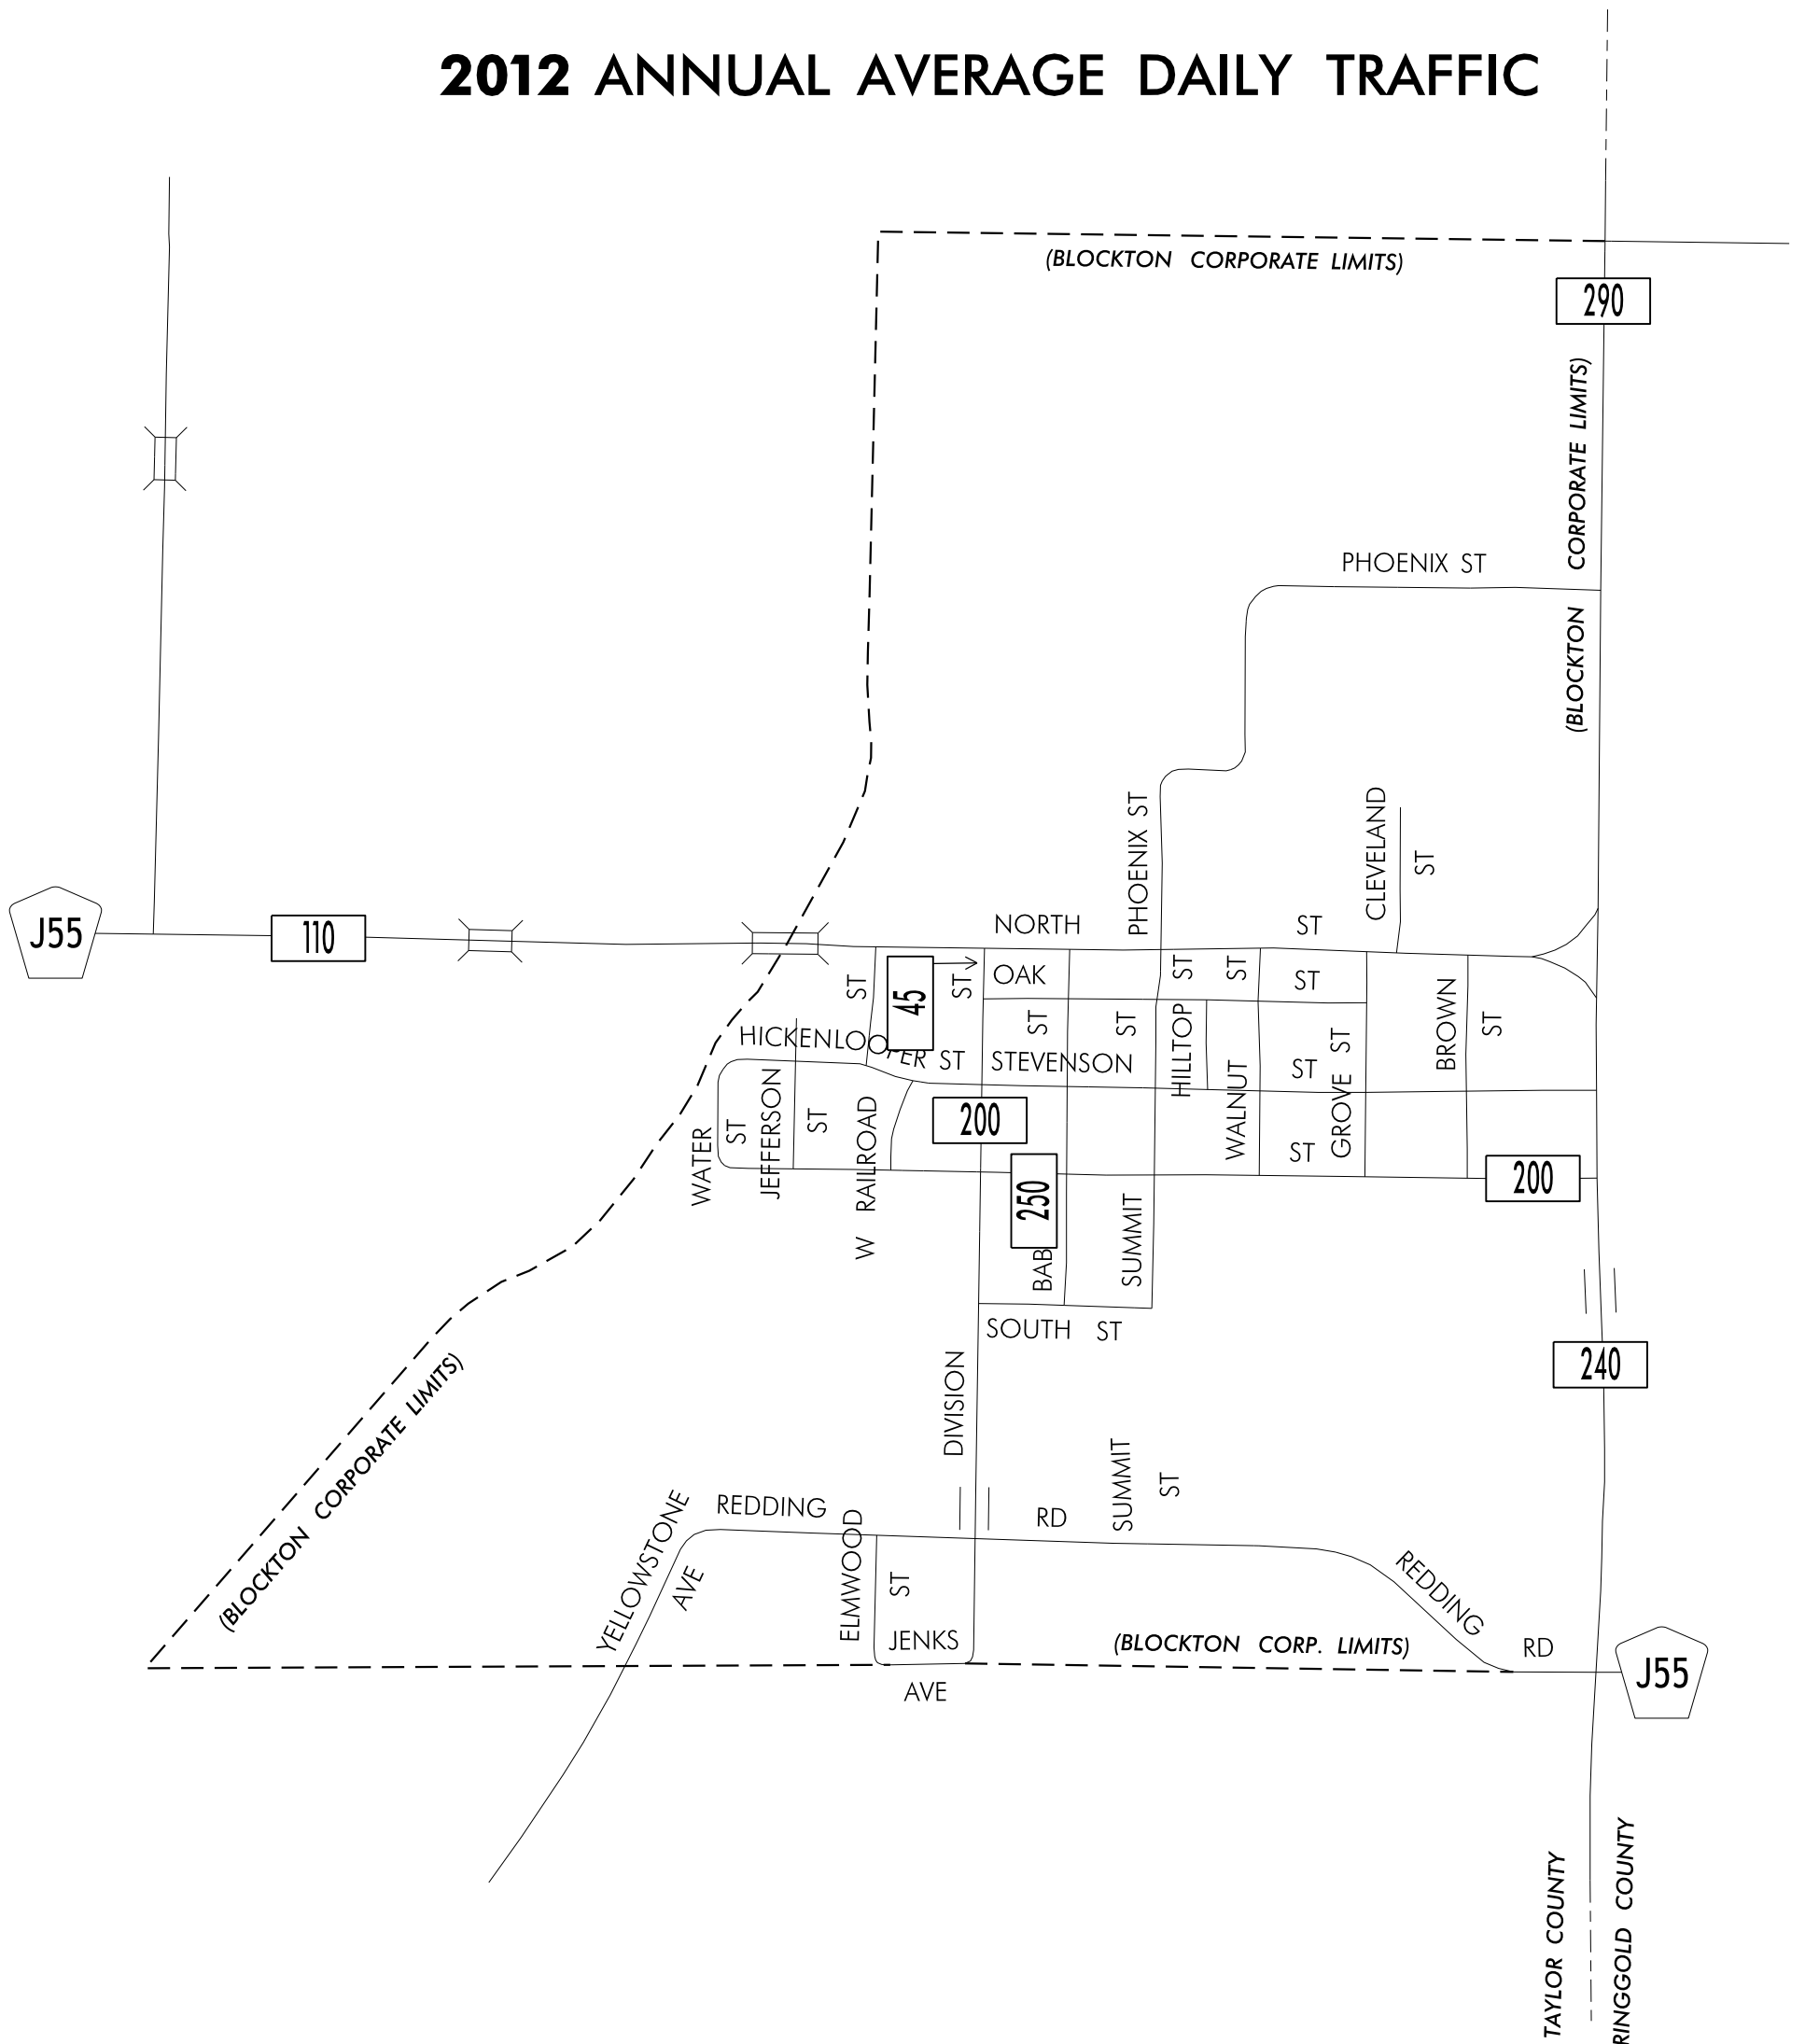 2012 ANNUAL AVERAGE DAILY TRAFFIC
(BLOCKTON CORPORATE LIMITS)
290
(BLOCKTON CORPORATE LIMITS)
PHOENIX ST
PHOENIX ST
CLEVELAND ST
J55
110
NORTH ST
45
ST
ST
OAK ST
ST
ST
HICKENLOOPER ST
STEVENSON ST
ST
ST
HILLTOP
WALNUT
GROVE ST
BROWN ST
WATER ST
JEFFERSON ST
W RAILROAD
200
250
ST
200
BAB
SUMMIT
SOUTH ST
240
DIVISION
(BLOCKTON CORPORATE LIMITS)
YELLOWSTONE AVE
REDDING RD
SUMMIT ST
ELMWOOD ST
JENKS AVE
REDDING RD
(BLOCKTON CORP. LIMITS)
J55
TAYLOR COUNTY
RINGGOLD COUNTY